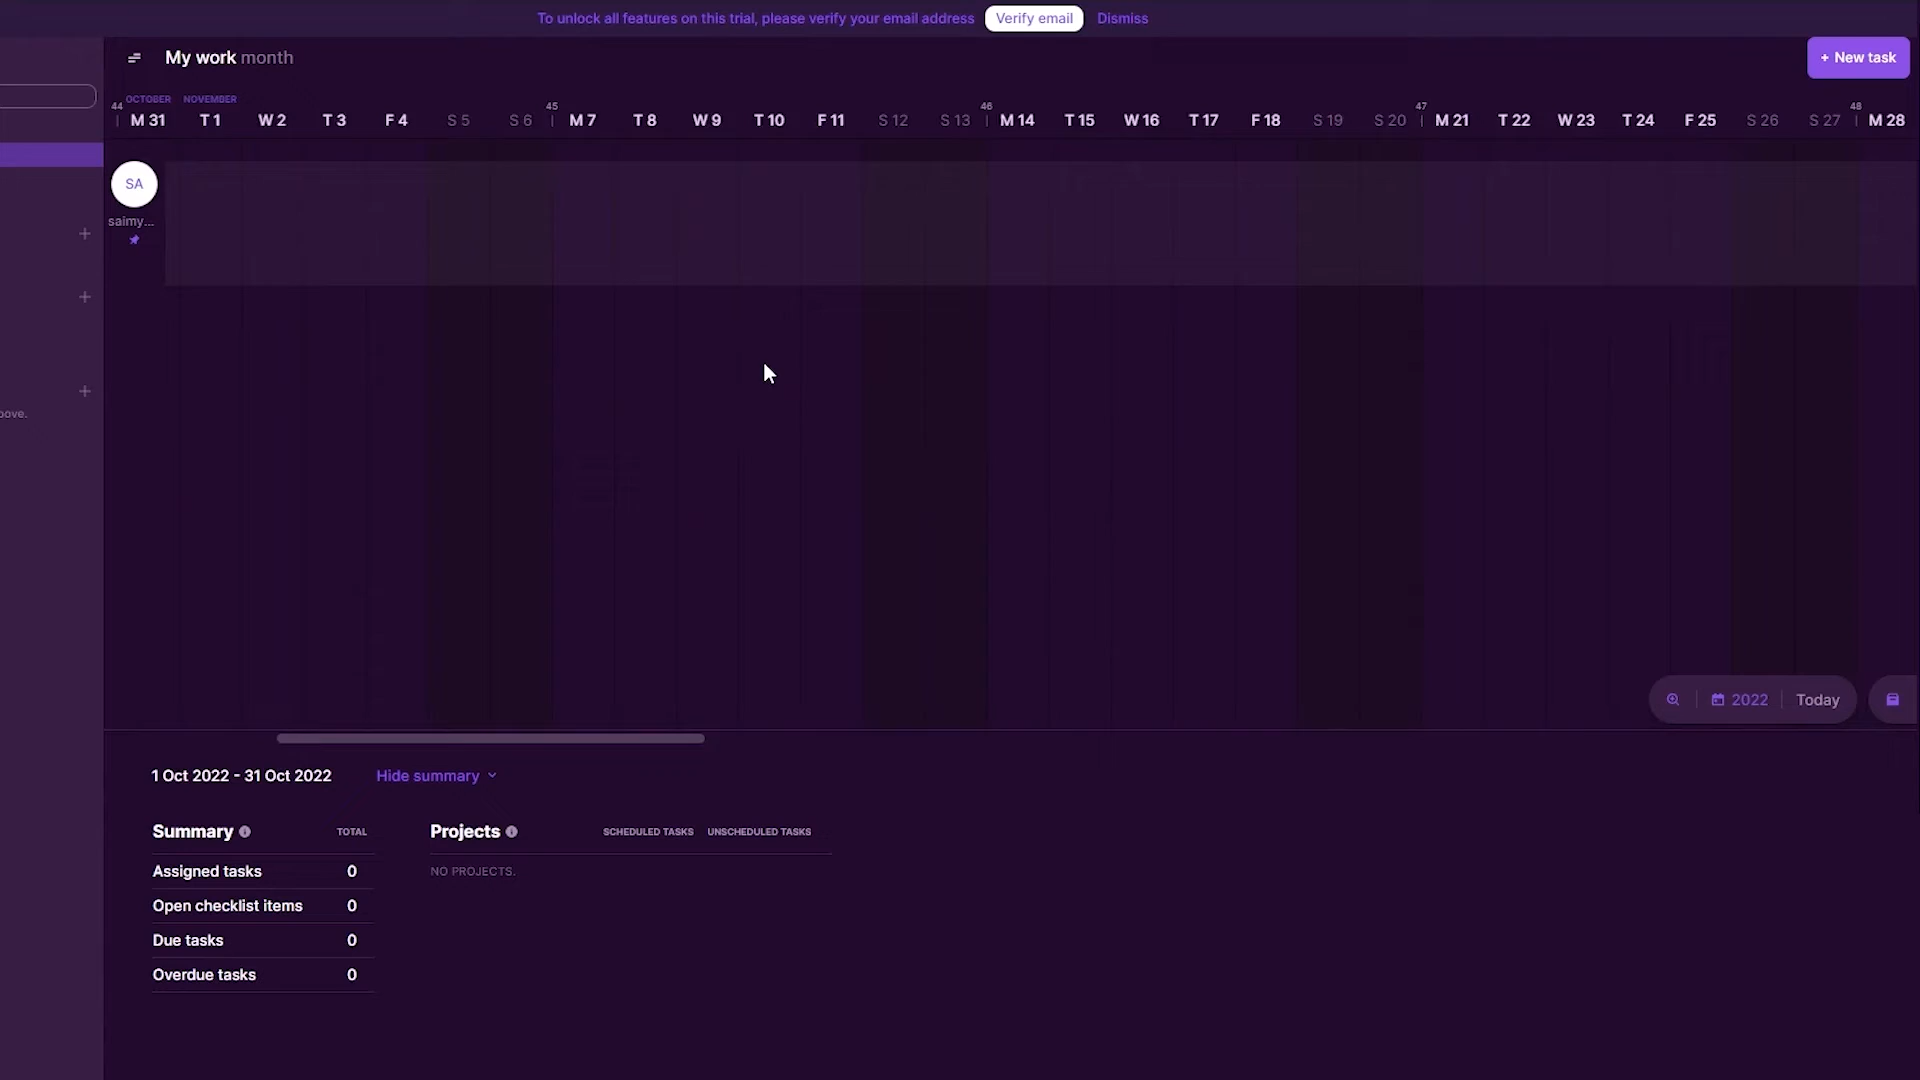 To unlock all features on this trial, please verify your email address Verify email Dismiss
My work month
+ New task
44 OCTOBER NOVEMBER 45 46 47 48
M 31 T 1 W 2 T 3 F 4 S 5 S 6 M 7 T 8 W 9 T 10 F 11 S 12 S 13 M 14 T 15 W 16 T 17 F 18 S 19 S 20 M 21 T 22 W 23 T 24 F 25 S 26 S 27 M 28
SA
saimy...
2022 Today
1 Oct 2022 - 31 Oct 2022 Hide summary
Summary TOTAL Projects SCHEDULED TASKS UNSCHEDULED TASKS
Assigned tasks 0 NO PROJECTS.
Open checklist items 0
Due tasks 0
Overdue tasks 0